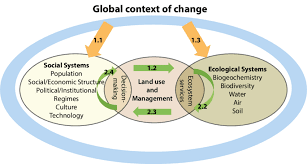 Global context of change
1.1
1.3
Social Systems
Population
Social/Economic Structure
Political/Institutional
Regimes
Culture
Technology
2.4
Decision-
making
1.2
Land use
and
Management
2.3
Ecosystem
services
2.2
Ecological Systems
Biogeochemistry
Biodiversity
Water
Air
Soil